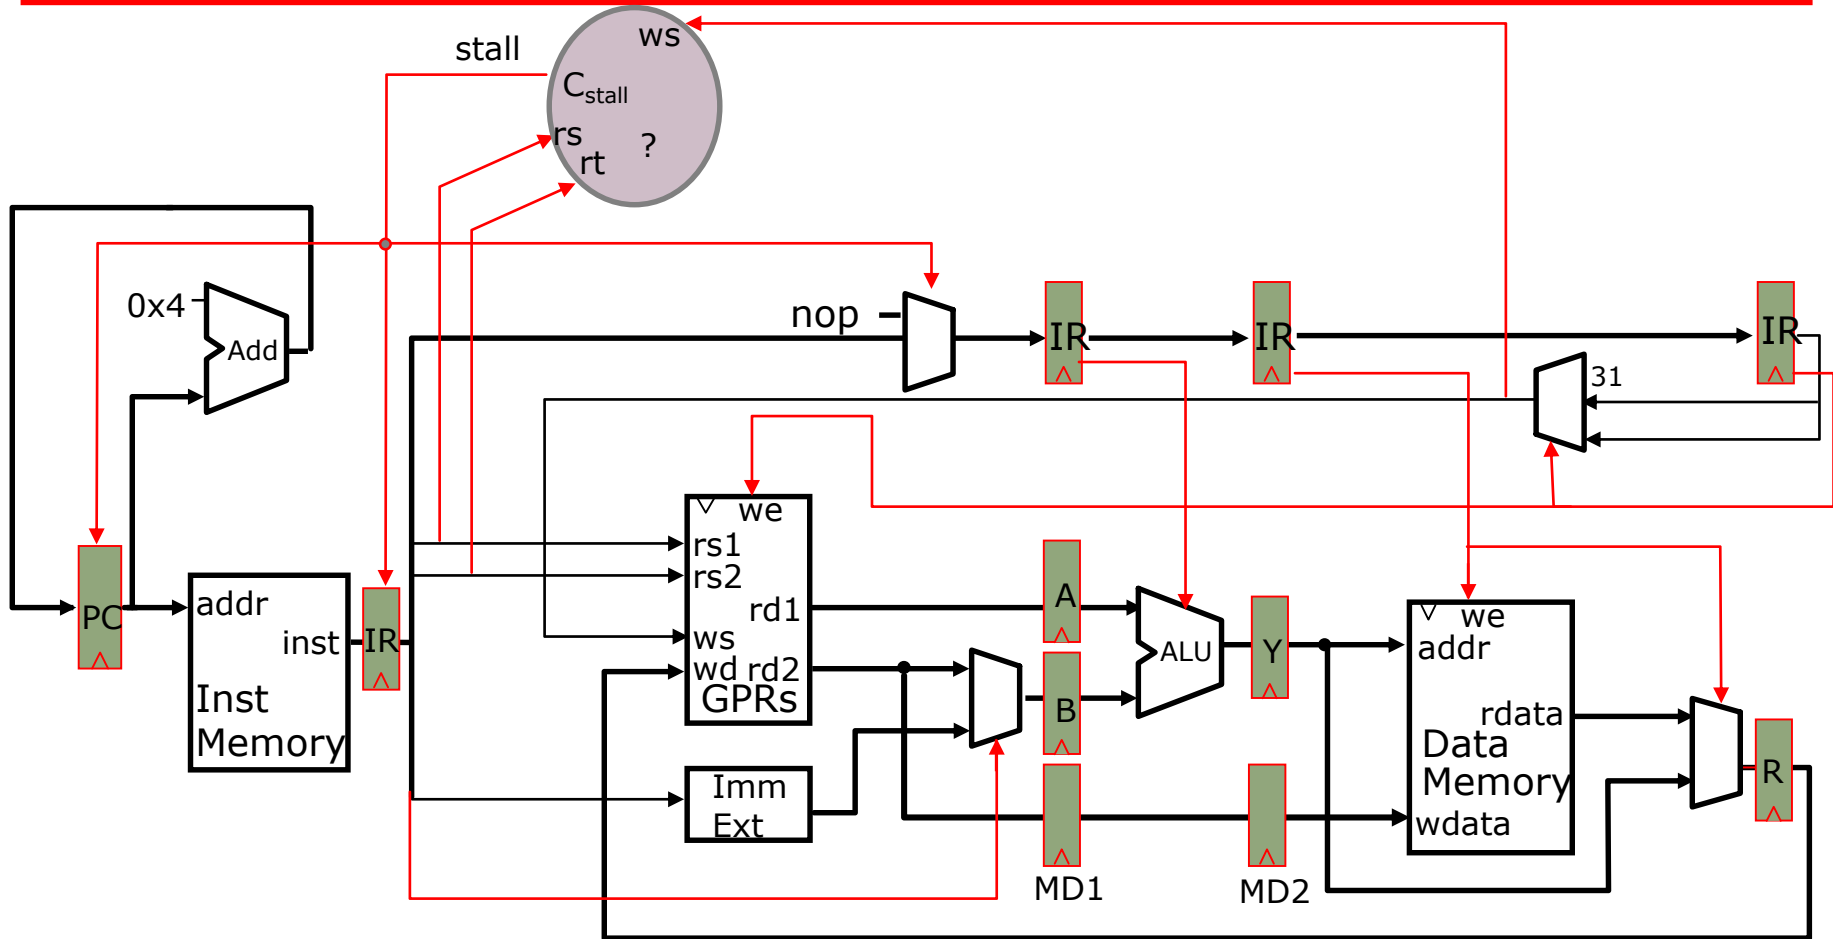 ws
stall
C stall
rs
?
rt
0x4
Add
nop
IR
IR
IR
31
we
rs1
rs2
rd1
ws
wd rd2
GPRs
A
B
ALU
Y
we
addr
rdata
Data
Memory
wdata
R
PC
addr
inst
IR
Inst
Memory
Imm
Ext
MD1
MD2